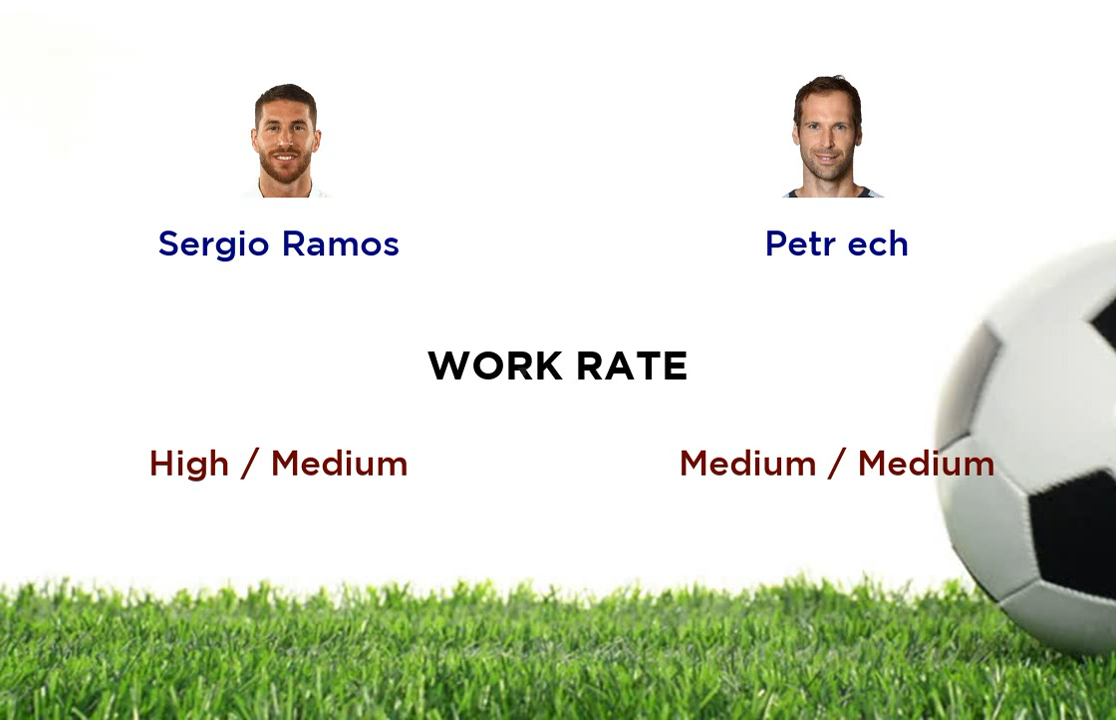 Sergio Ramos
Petr ech
WORK RATE
High / Medium
Medium / Medium